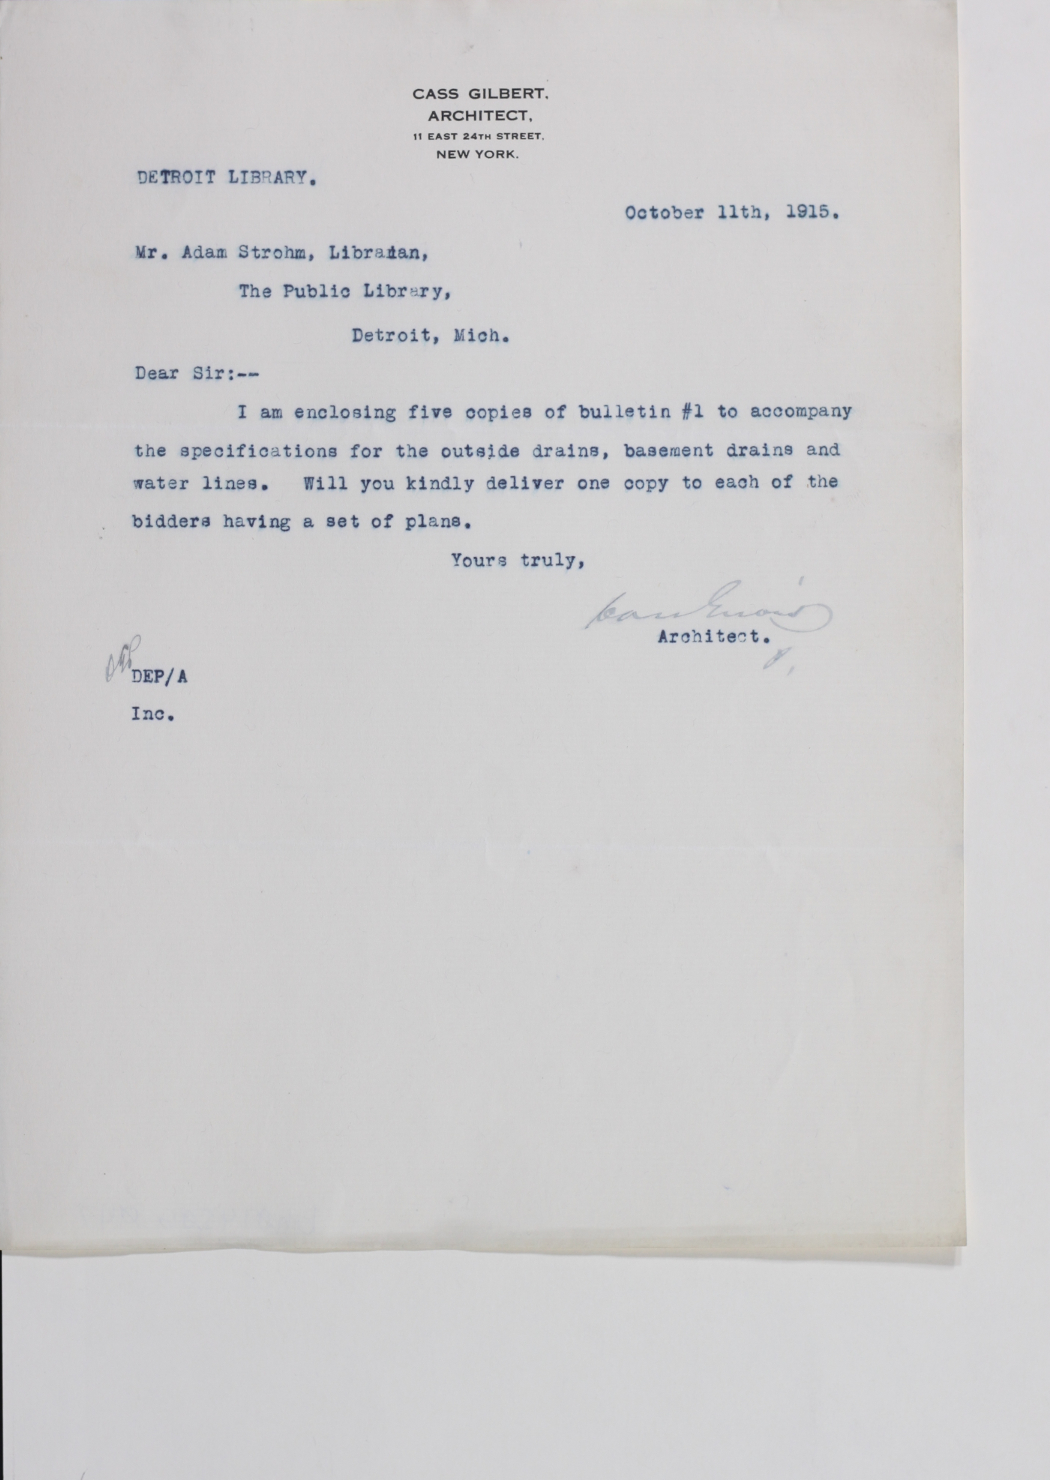 CASS GILBERT,
ARCHITECT,
11 EAST 24TH STREET,
NEW YORK.
DETROIT LIBRARY.
October 11th, 1915.
Mr. Adam Strohm, Librarian,
The Public Library,
Detroit, Mich.
Dear Sir:--
I am enclosing five copies of bulletin #1 to accompany
the specifications for the outside drains, basement drains and
water lines. Will you kindly deliver one copy to each of the
bidders having a set of plans.
Yours truly,
Cass Gilbert
Architect.
DEP/A
Inc.